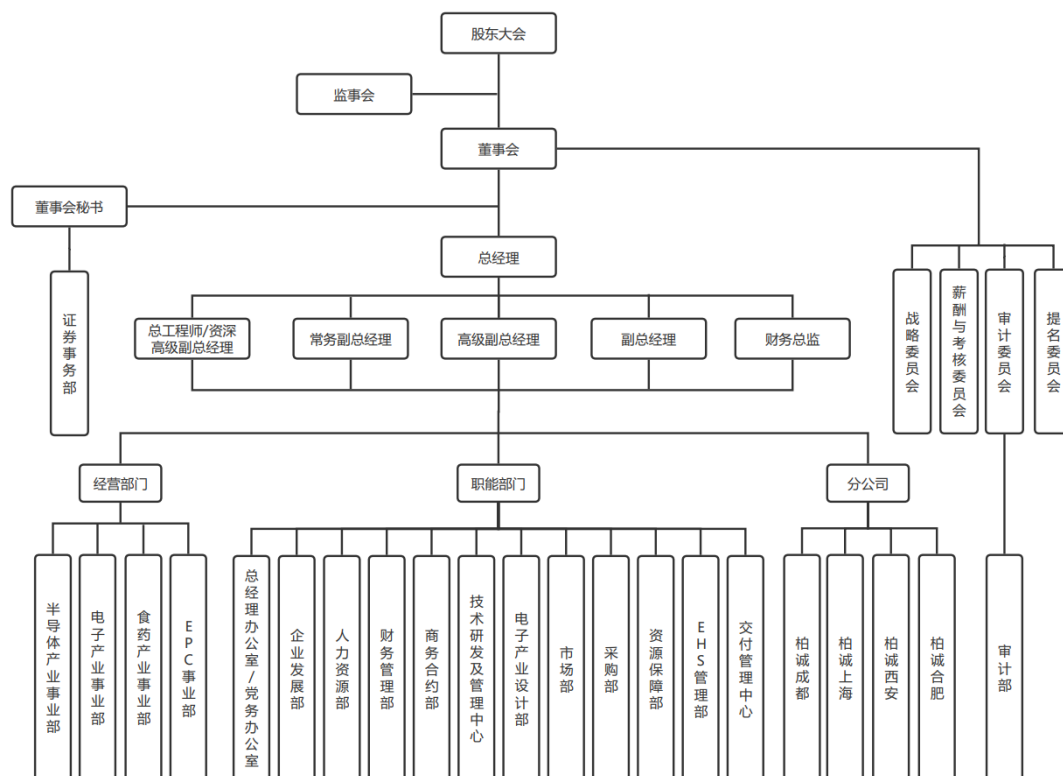 股东大会
监事会
董事会
董事会秘书
总经理
证券事务部
总工程师/资深
高级副总经理
常务副总经理
高级副总经理
副总经理
财务总监
战略委员会
薪酬与考核委员会
审计委员会
提名委员会
经营部门
职能部门
分公司
半导体产业事业部
电子产业事业部
食药产业事业部
EPC事业部
总经理办公室/党务办公室
企业发展部
人力资源部
财务管理部
商务合约部
技术研发及管理中心
电子产业设计部
市场部
采购部
资源保障部
EHS管理部
交付管理中心
柏诚成都
柏诚上海
柏诚西安
柏诚合肥
审计部